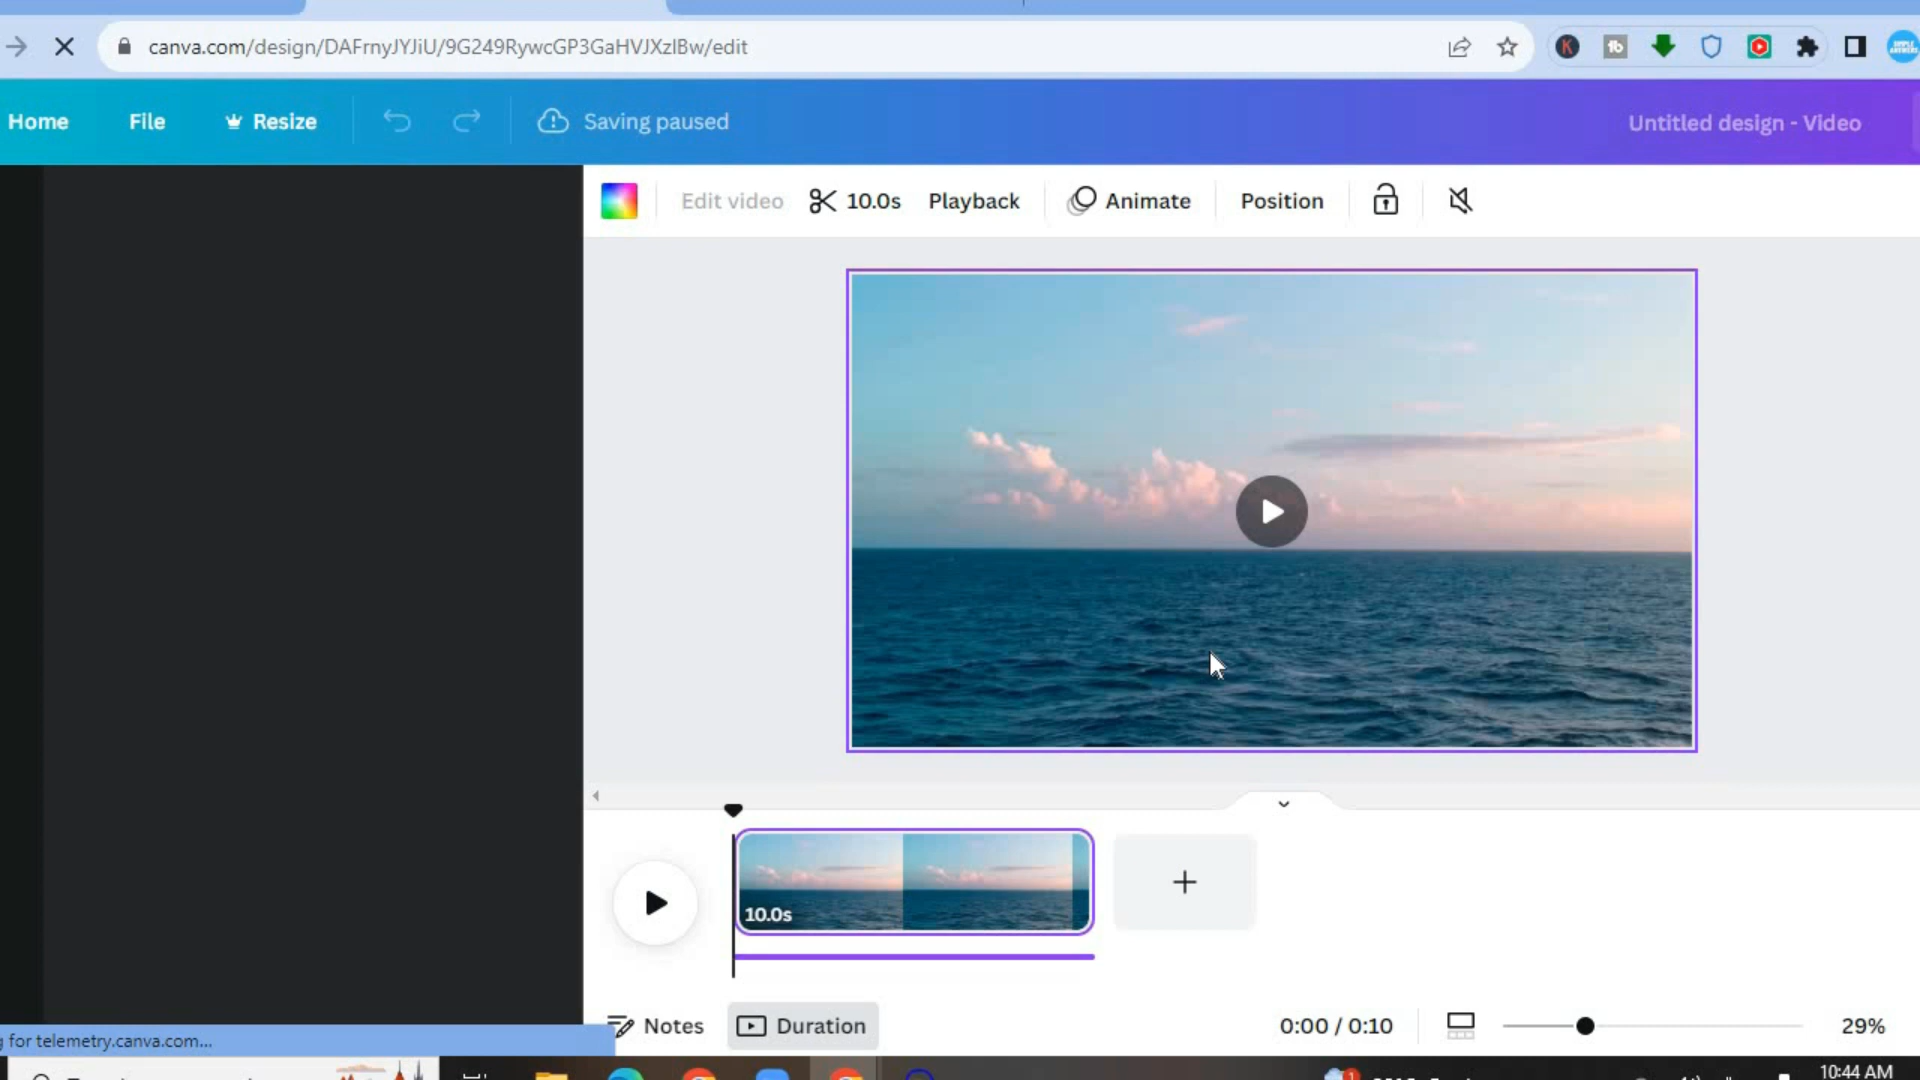 canva.com/design/DAFrnyJYJiU/9G249RywcGP3GaHVJXzIBw/edit
Home File Resize Saving paused Untitled design - Video
Edit video 10.0s Playback Animate Position
10.0s
Notes Duration 0:00 / 0:10 29%
for telemetry.canva.com...
10:44 AM